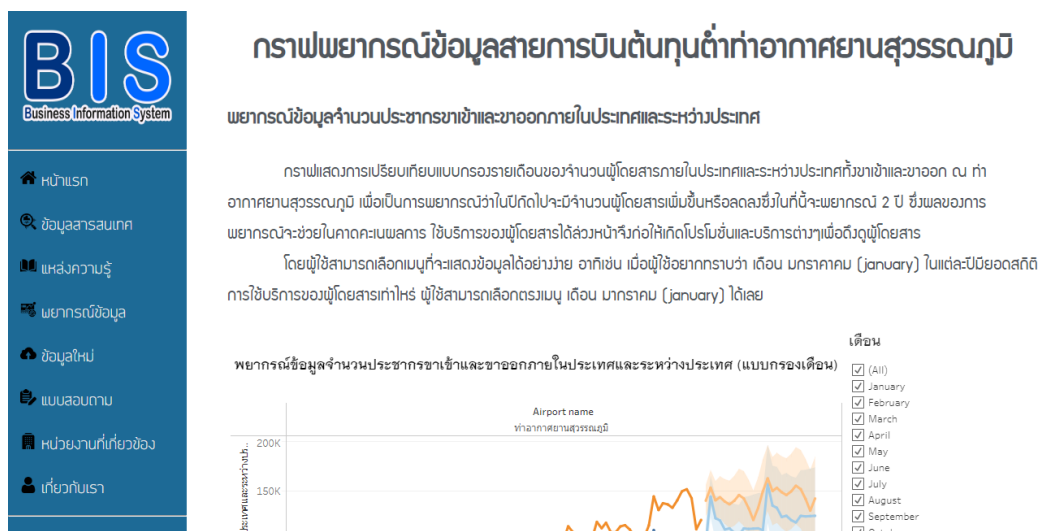 BIS
Business Information System
หน้าแรก
ข้อมูลสารสนเทศ
แหล่งความรู้
พยากรณ์ข้อมูล
ข้อมูลใหม่
แบบสอบถาม
หน่วยงานที่เกี่ยวข้อง
เกี่ยวกับเรา
กราฟพยากรณ์ข้อมูลสายการบินต้นทุนต่ำท่าอากาศยานสุวรรณภูมิ
พยากรณ์ข้อมูลจำนวนประชากรขาเข้าและขาออกภายในประเทศและระหว่างประเทศ
กราฟแสดงการเปรียบเทียบแบบกรองรายเดือนของจำนวนผู้โดยสารภายในประเทศและระหว่างประเทศทั้งขาเข้าและขาออก ณ ท่า
อากาศยานสุวรรณภูมิ เพื่อเป็นการพยากรณ์ว่าในปีถัดไปจะมีจำนวนผู้โดยสารเพิ่มขึ้นหรือลดลงซึ่งในที่นี้จะพยากรณ์ 2 ปี ซึ่งผลของการ
พยากรณ์จะช่วยในคาดคะเนผลการ ใช้บริการของผู้โดยสารได้ล่วงหน้าจึงก่อให้เกิดโปรโมชั่นและบริการต่างๆเพื่อดึงดูผู้โดยสาร
โดยผู้ใช้สามารถเลือกเมนูที่จะแสดงข้อมูลได้อย่างง่าย อาทิเช่น เมื่อผู้ใช้อยากทราบว่า เดือน มกราคาคม (january) ในแต่ละปีมียอดสถิติ
การใช้บริการของผู้โดยสารเท่าไหร่ ผู้ใช้สามารถเลือกตรงเมนู เดือน มากราคม (january) ได้เลย
พยากรณ์ข้อมูลจำนวนประชากรขาเข้าและขาออกภายในประเทศและระหว่างประเทศ (แบบกรองเดือน)
Airport name
ท่าอากาศยานสุวรรณภูมิ
200K
150K
ประเทศและระหว่างปร..
เดือน
(All)
January
February
March
April
May
June
July
August
September